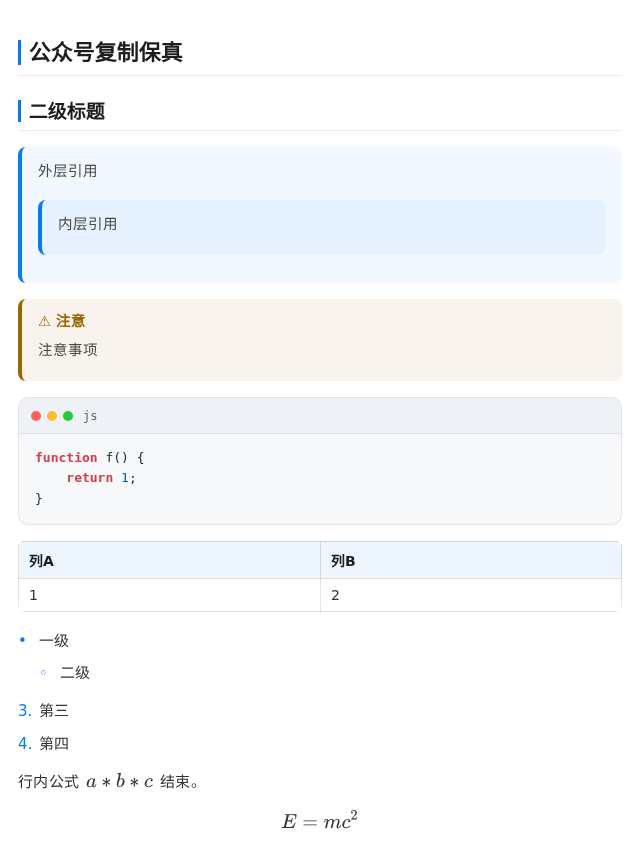 公众号复制保真
二级标题
外层引用
内层引用
⚠ 注意
注意事项
js
function f() {
    return 1;
}
列A 列B
1 2
• 一级
◦ 二级
3. 第三
4. 第四
行内公式 a ∗ b ∗ c 结束。
E = mc²